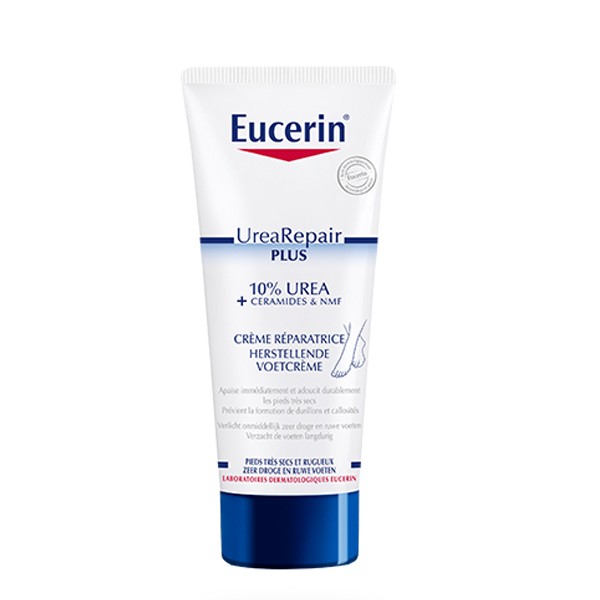 Eucerin®
Eucerin
UreaRepair
PLUS
10% UREA
+ CERAMIDES & NMF
CRÈME RÉPARATRICE
HERSTELLENDE
VOETCRÈME
Apaise immédiatement et adoucit durablement
les pieds très secs
Prévient la formation de durillons et callosités
Verlicht onmiddellijk zeer droge en ruwe voeten
Verzacht de voeten langdurig
PIEDS TRÈS SECS ET RUGUEUX
ZEER DROGE EN RUWE VOETEN
LABORATOIRES DERMATOLOGIQUES EUCERIN